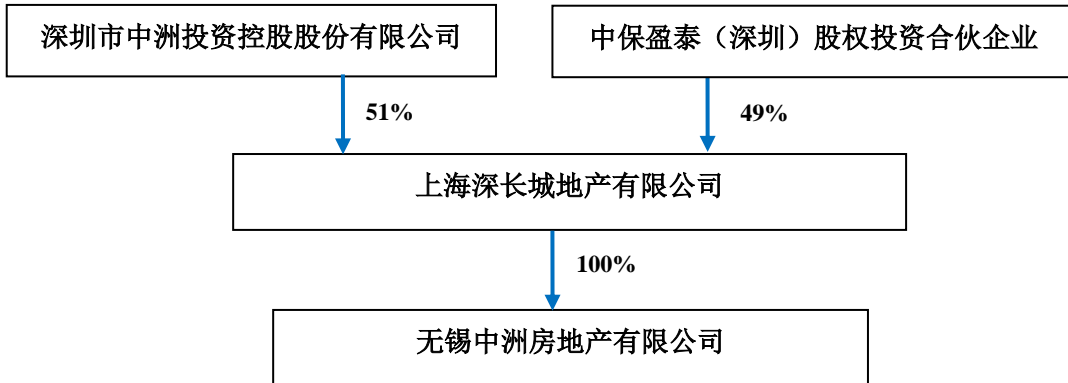 深圳市中洲投资控股股份有限公司
中保盈泰（深圳）股权投资合伙企业
51%
49%
上海深长城地产有限公司
100%
无锡中洲房地产有限公司